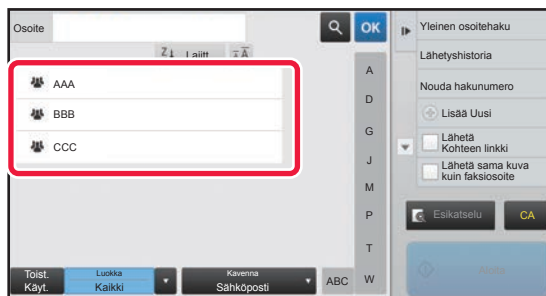 Osoite
OK
Z↓ Lajitt
AAA
BBB
CCC
A
D
G
J
M
P
T
W
Toist.
Käyt.
Luokka
Kaikki
Kavenna
Sähköposti
ABC
Yleinen osoitehaku
Lähetyshistoria
Nouda hakunumero
Lisää Uusi
Lähetä
Kohteen linkki
Lähetä sama kuva
kuin faksiosoite
Esikatselu
CA